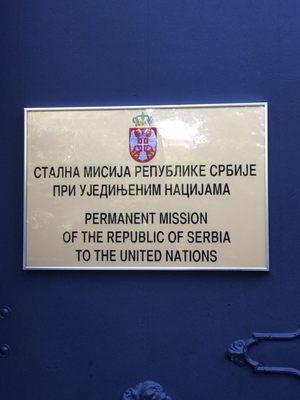 СТАЛНА МИСИЈА РЕПУБЛИКЕ СРБИЈЕ
ПРИ УЈЕДИЊЕНИМ НАЦИЈАМА
PERMANENT MISSION
OF THE REPUBLIC OF SERBIA
TO THE UNITED NATIONS